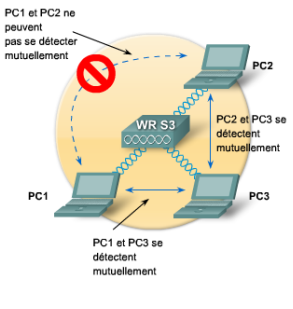 PC1 et PC2 ne
peuvent
pas se détecter
mutuellement
PC2
WR S3
PC2 et PC3 se
détectent
mutuellement
PC1
PC3
PC1 et PC3 se
détectent
mutuellement